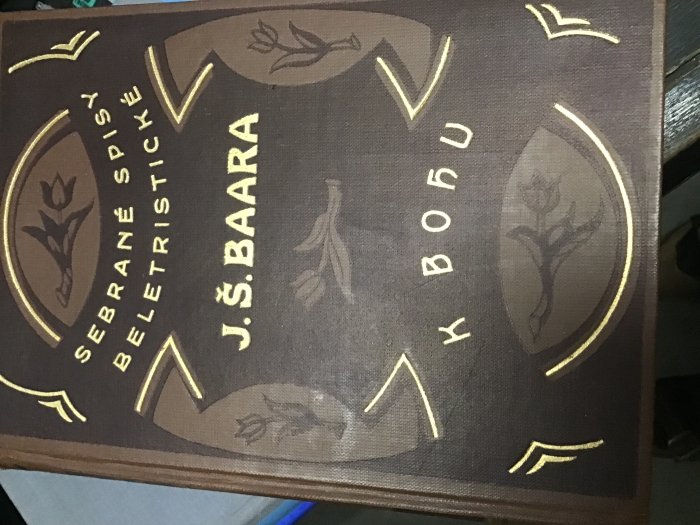 SEBRANÉ SPISY
BELETRISTICKÉ
J.Š.BAARA
K BOHU